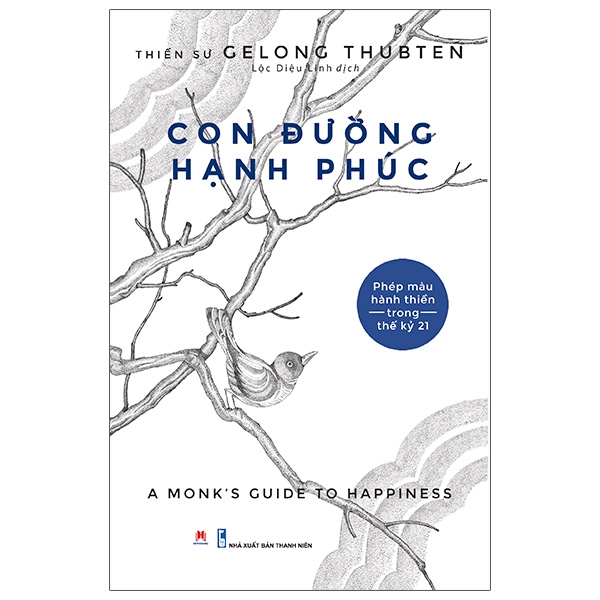 THIỀN SƯ GELONG THUBTEN
Lộc Diệu Linh dịch
CON ĐƯỜNG
HẠNH PHÚC
Phép màu
hành thiền
trong
thế kỷ 21
A MONK'S GUIDE TO HAPPINESS
NHÀ XUẤT BẢN THANH NIÊN